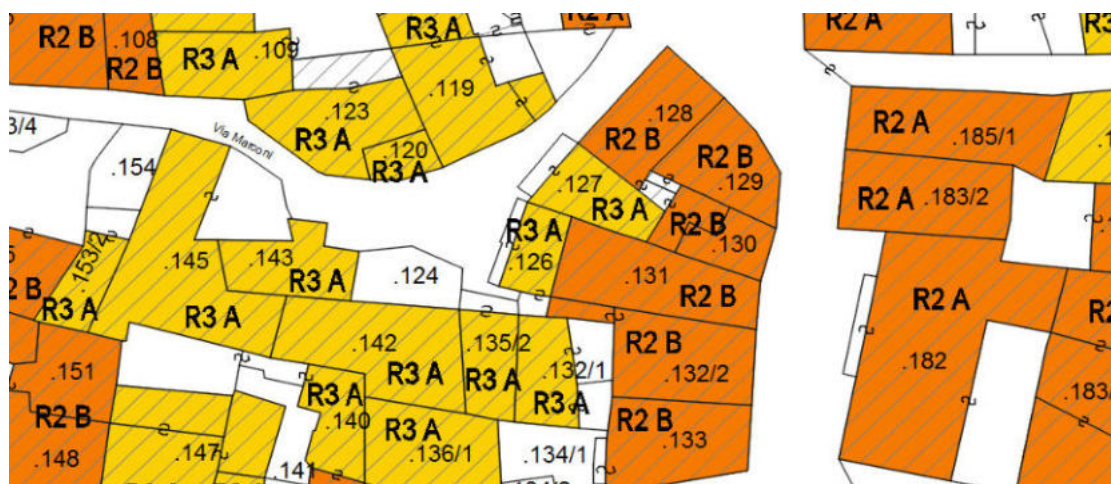 R3 A
R2 A
R2 A
R3
R2 B
.108
R2 B
R3 A
.109
.119
.123
R3 A
.120
R3 A
Via Marconi
3/4
.154
.128
R2 B
R2 B
.129
.127
R3 A
R2 A
.185/1
R2 A
.183/2
R3 A
.126
R2 B
.130
.131
R2 B
.153/2
R3 A
.145
R3 A
.143
R3 A
.124
2 B
R2 A
.182
.142
R3 A
.135/2
R3 A
.132/1
R3 A
R2 B
.132/2
R2 B
.133
.151
R2 B
.148
.147
R3 A
.140
.141
R3 A
.136/1
.134/1
.183/